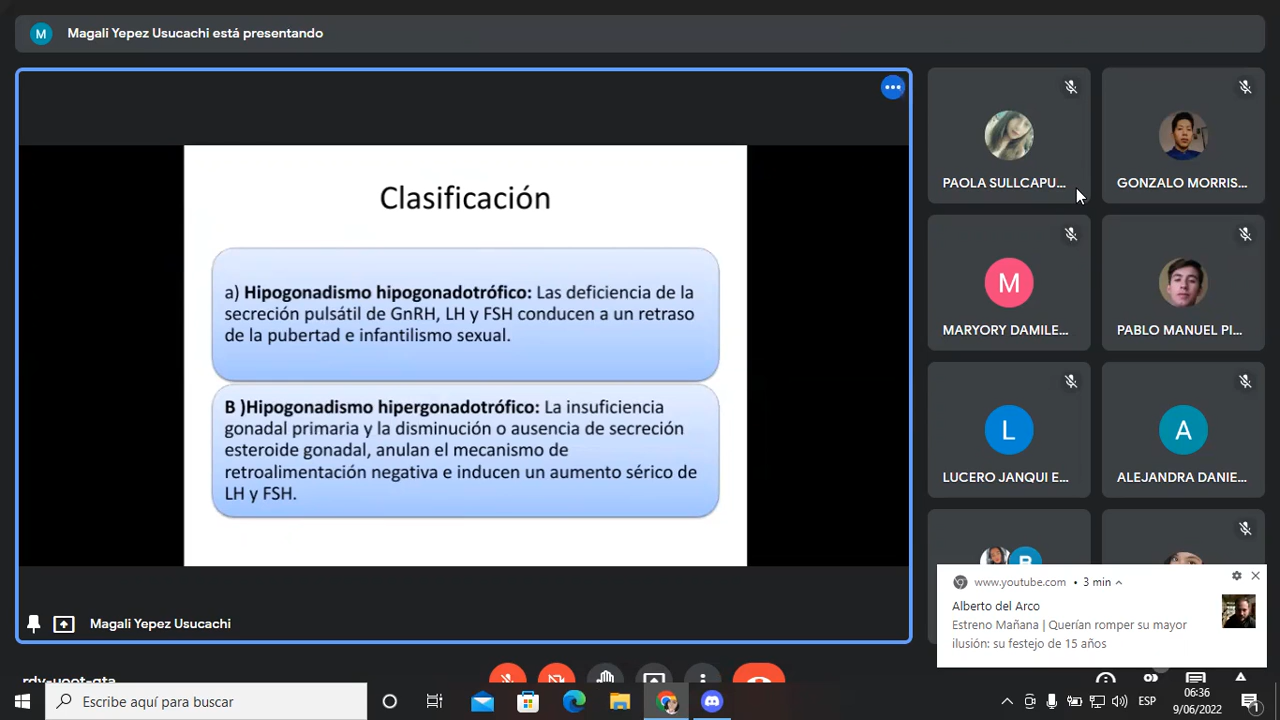 M
Magali Yepez Usucachi está presentando
Clasificación
a) Hipogonadismo hipogonadotrófico: Las deficiencia de la
secreción pulsátil de GnRH, LH y FSH conducen a un retraso
de la pubertad e infantilismo sexual.
B )Hipogonadismo hipergonadotrófico: La insuficiencia
gonadal primaria y la disminución o ausencia de secreción
esteroide gonadal, anulan el mecanismo de
retroalimentación negativa e inducen un aumento sérico de
LH y FSH.
Magali Yepez Usucachi
PAOLA SULLCAPU...
GONZALO MORRIS...
M
MARYORY DAMILE...
PABLO MANUEL PI...
L
LUCERO JANQUI E...
A
ALEJANDRA DANIE...
B
www.youtube.com • 3 min
Alberto del Arco
Estreno Mañana | Querían romper su mayor
ilusión: su festejo de 15 años
Escribe aquí para buscar
ESP
06:36
9/06/2022
1